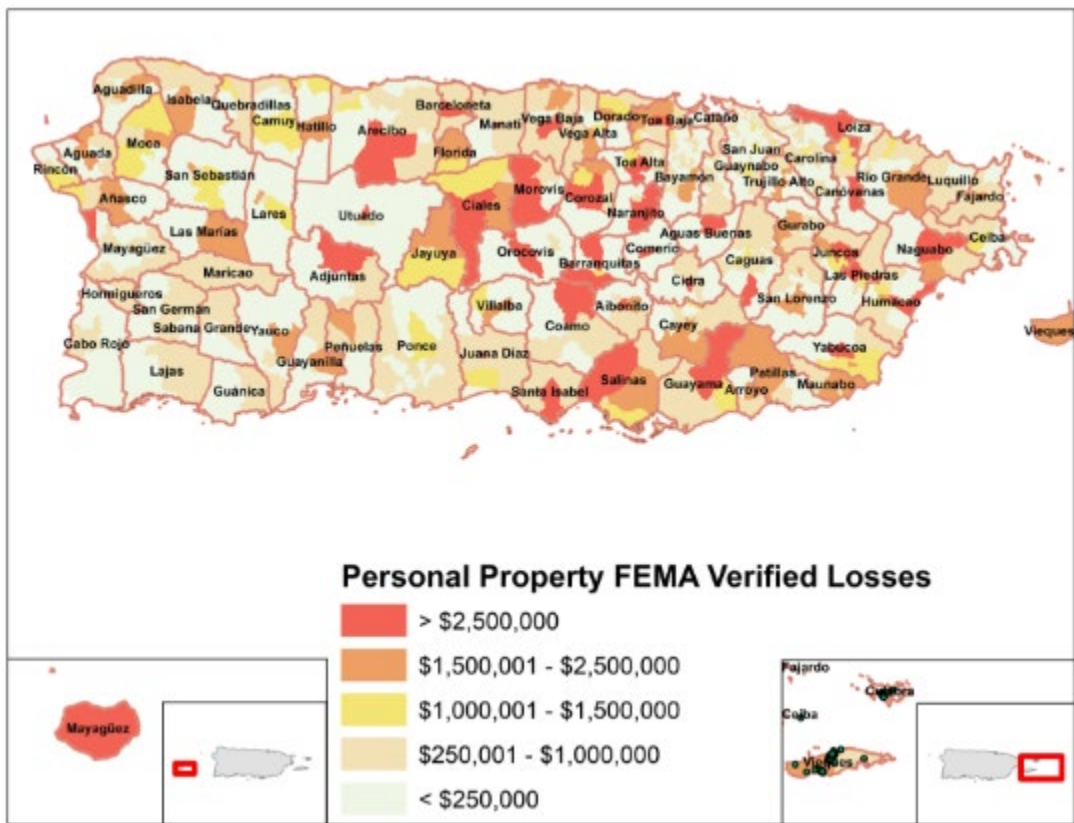 Aguadilla
Isabela
Quebradillas
Camuy
Hatillo
Arecibo
Barceloneta
Manatí
Vega Baja
Vega Alta
Dorado
Toa Baja
Cataño
Loiza
Rincón
Aguada
Moca
San Sebastián
Florida
Morovis
Corozal
Toa Alta
Bayamón
San Juan
Guaynabo
Trujillo Alto
Carolina
Canóvanas
Rio Grande
Luquillo
Fajardo
Añasco
Lares
Utuado
Ciales
Naranjito
Mayagüez
Las Marías
Jayuya
Orocovis
Barranquitas
Comerio
Aguas Buenas
Gurabo
Naguabo
Ceiba
Maricao
Adjuntas
Caguas
Juncos
Las Piedras
Hormigueros
San Germán
Sabana Grande
Villalba
Coamo
Aibonito
Cidra
San Lorenzo
Humacao
Vieques
Cabo Rojo
Yauco
Guayanilla
Peñuelas
Ponce
Juana Díaz
Cayey
Yabucoa
Lajas
Guánica
Santa Isabel
Salinas
Guayama
Arroyo
Patillas
Maunabo
Personal Property FEMA Verified Losses
> $2,500,000
$1,500,001 - $2,500,000
$1,000,001 - $1,500,000
$250,001 - $1,000,000
< $250,000
Mayagüez
Fajardo
Culebra
Ceiba
Vieques